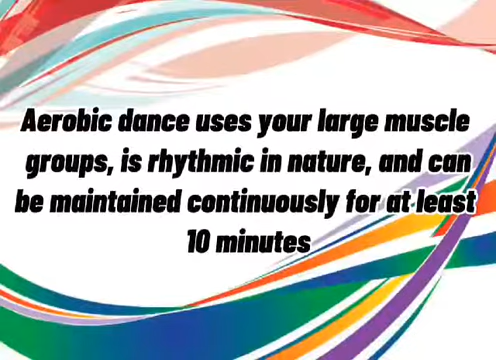 Aerobic dance uses your large muscle
groups, is rhythmic in nature, and can
be maintained continuously for at least
10 minutes